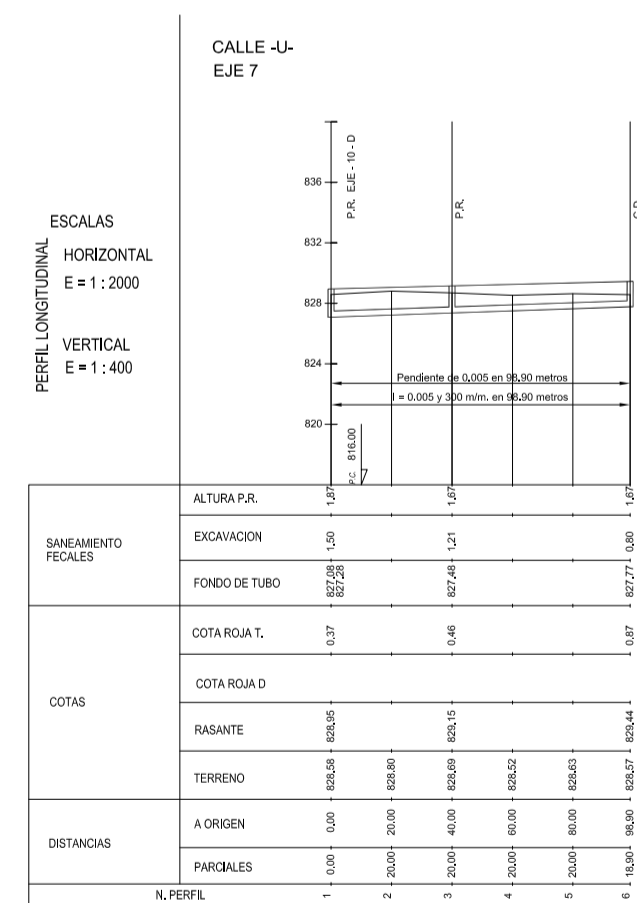 CALLE -U-
EJE 7
ESCALAS
HORIZONTAL
E = 1 : 2000
VERTICAL
E = 1 : 400
PERFIL LONGITUDINAL
836
832
828
824
820
P.R. EJE - 10 - D
P.R.
Pendiente de 0.005 en 98.90 metros
I = 0.005 y 300 m/m. en 98.90 metros
P.C. 816.00
SANEAMIENTO
FECALES
ALTURA P.R. 1.87 1.67 1.67
EXCAVACION 1.50 1.21 0.80
FONDO DE TUBO 827.08 827.28 827.48 827.77
COTAS
COTA ROJA T. 0.37 0.46 0.87
COTA ROJA D
RASANTE 828.95 829.15 829.44
TERRENO 828.58 828.80 828.69 828.52 828.63 828.57
DISTANCIAS
A ORIGEN 0.00 20.00 40.00 60.00 80.00 98.90
PARCIALES 0.00 20.00 20.00 20.00 20.00 18.90
N. PERFIL 1 2 3 4 5 6